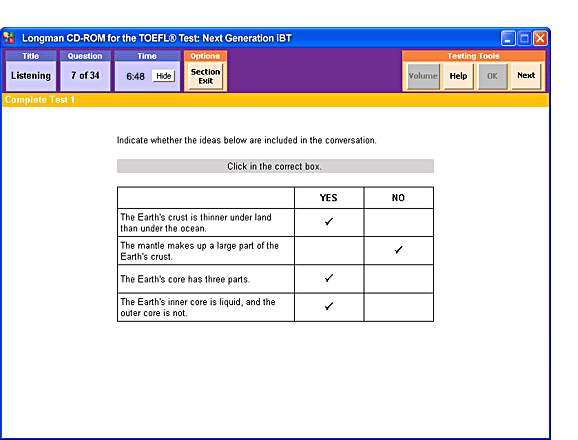 Longman CD-ROM for the TOEFL® Test: Next Generation iBT
Title Question Time Options Testing Tools
Listening 7 of 34 6:48 Hide Section Exit Volume Help OK Next
Complete Test 1
Indicate whether the ideas below are included in the conversation.
Click in the correct box.
YES NO
The Earth's crust is thinner under land
than under the ocean.
The mantle makes up a large part of the
Earth's crust.
The Earth's core has three parts.
The Earth's inner core is liquid, and the
outer core is not.